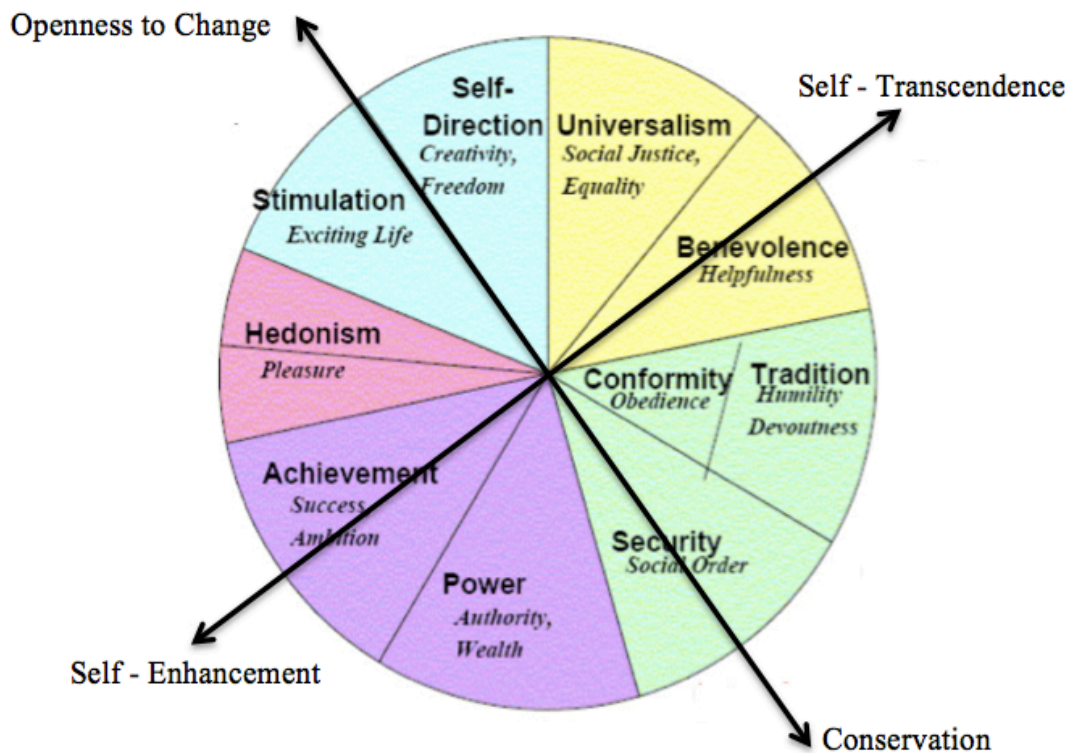 Openness to Change
Self - Transcendence
Self-
Direction
Creativity,
Freedom
Universalism
Social Justice,
Equality
Stimulation
Exciting Life
Benevolence
Helpfulness
Hedonism
Pleasure
Conformity
Obedience
Tradition
Humility
Devoutness
Achievement
Success
Ambition
Security
Social Order
Power
Authority,
Wealth
Self - Enhancement
Conservation